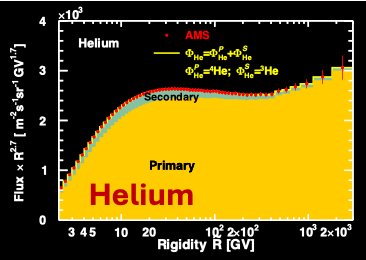 ×10³
Helium
AMS
Φ_He=Φ^P_He+Φ^S_He
Φ^P_He=⁴He; Φ^S_He=³He
Secondary
Primary
Helium
Flux × R^2.7 [ m⁻²s⁻¹sr⁻¹ GV^1.7 ]
4
3
2
1
0
3 4 5 10 20 10² 2×10² 10³ 2×10³
Rigidity R [GV]